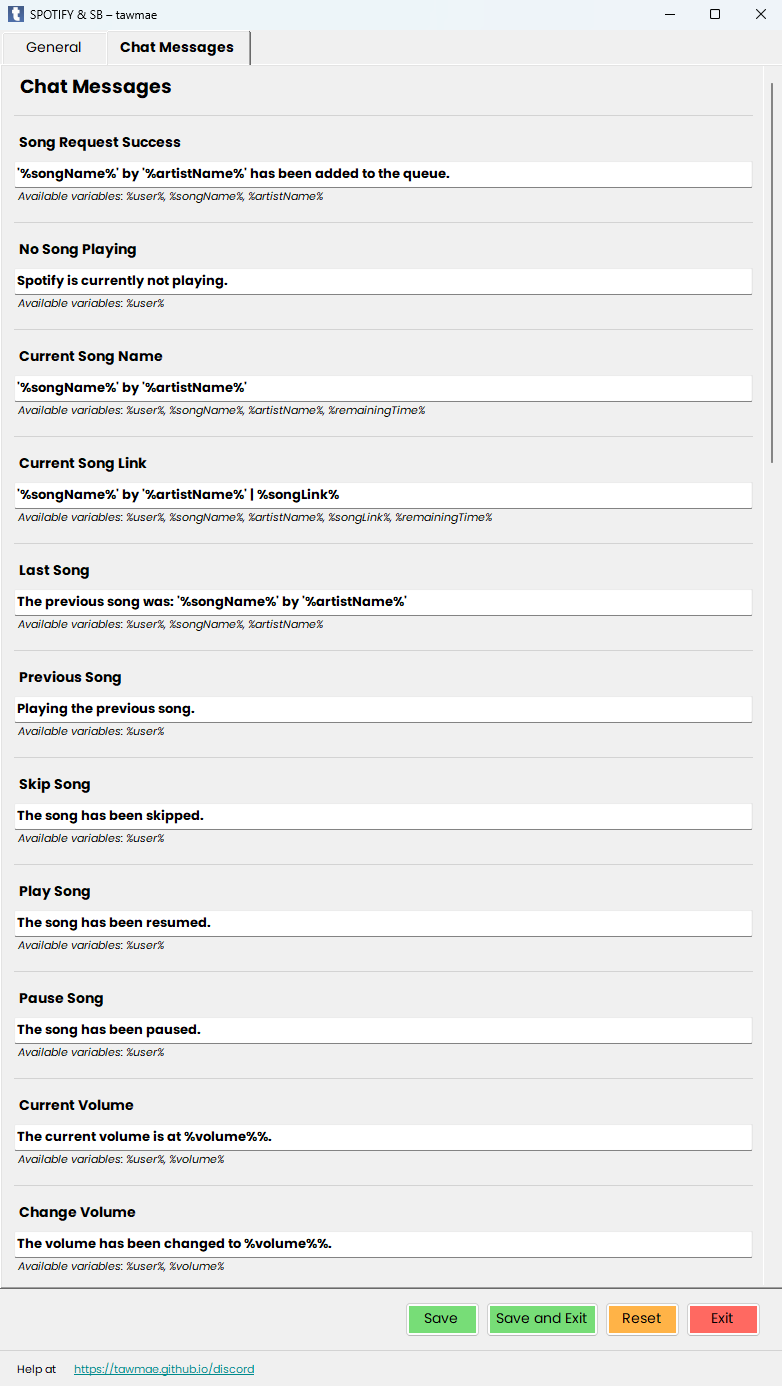 SPOTIFY & SB – tawmae
General
Chat Messages
Chat Messages
Song Request Success
'%songName%' by '%artistName%' has been added to the queue.
Available variables: %user%, %songName%, %artistName%
No Song Playing
Spotify is currently not playing.
Available variables: %user%
Current Song Name
'%songName%' by '%artistName%'
Available variables: %user%, %songName%, %artistName%, %remainingTime%
Current Song Link
'%songName%' by '%artistName%' | %songLink%
Available variables: %user%, %songName%, %artistName%, %songLink%, %remainingTime%
Last Song
The previous song was: '%songName%' by '%artistName%'
Available variables: %user%, %songName%, %artistName%
Previous Song
Playing the previous song.
Available variables: %user%
Skip Song
The song has been skipped.
Available variables: %user%
Play Song
The song has been resumed.
Available variables: %user%
Pause Song
The song has been paused.
Available variables: %user%
Current Volume
The current volume is at %volume%%.
Available variables: %user%, %volume%
Change Volume
The volume has been changed to %volume%%.
Available variables: %user%, %volume%
Save
Save and Exit
Reset
Exit
Help at https://tawmae.github.io/discord